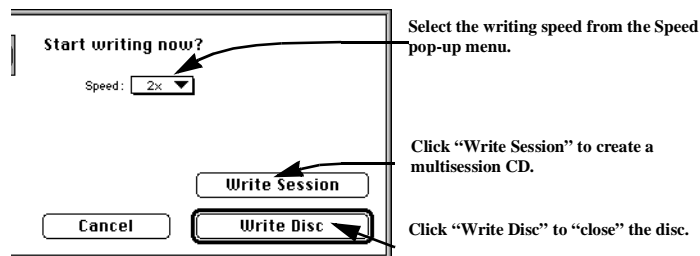 Start writing now?
Speed: 2x
Write Session
Cancel
Write Disc
Select the writing speed from the Speed
pop-up menu.
Click “Write Session” to create a
multisession CD.
Click “Write Disc” to “close” the disc.